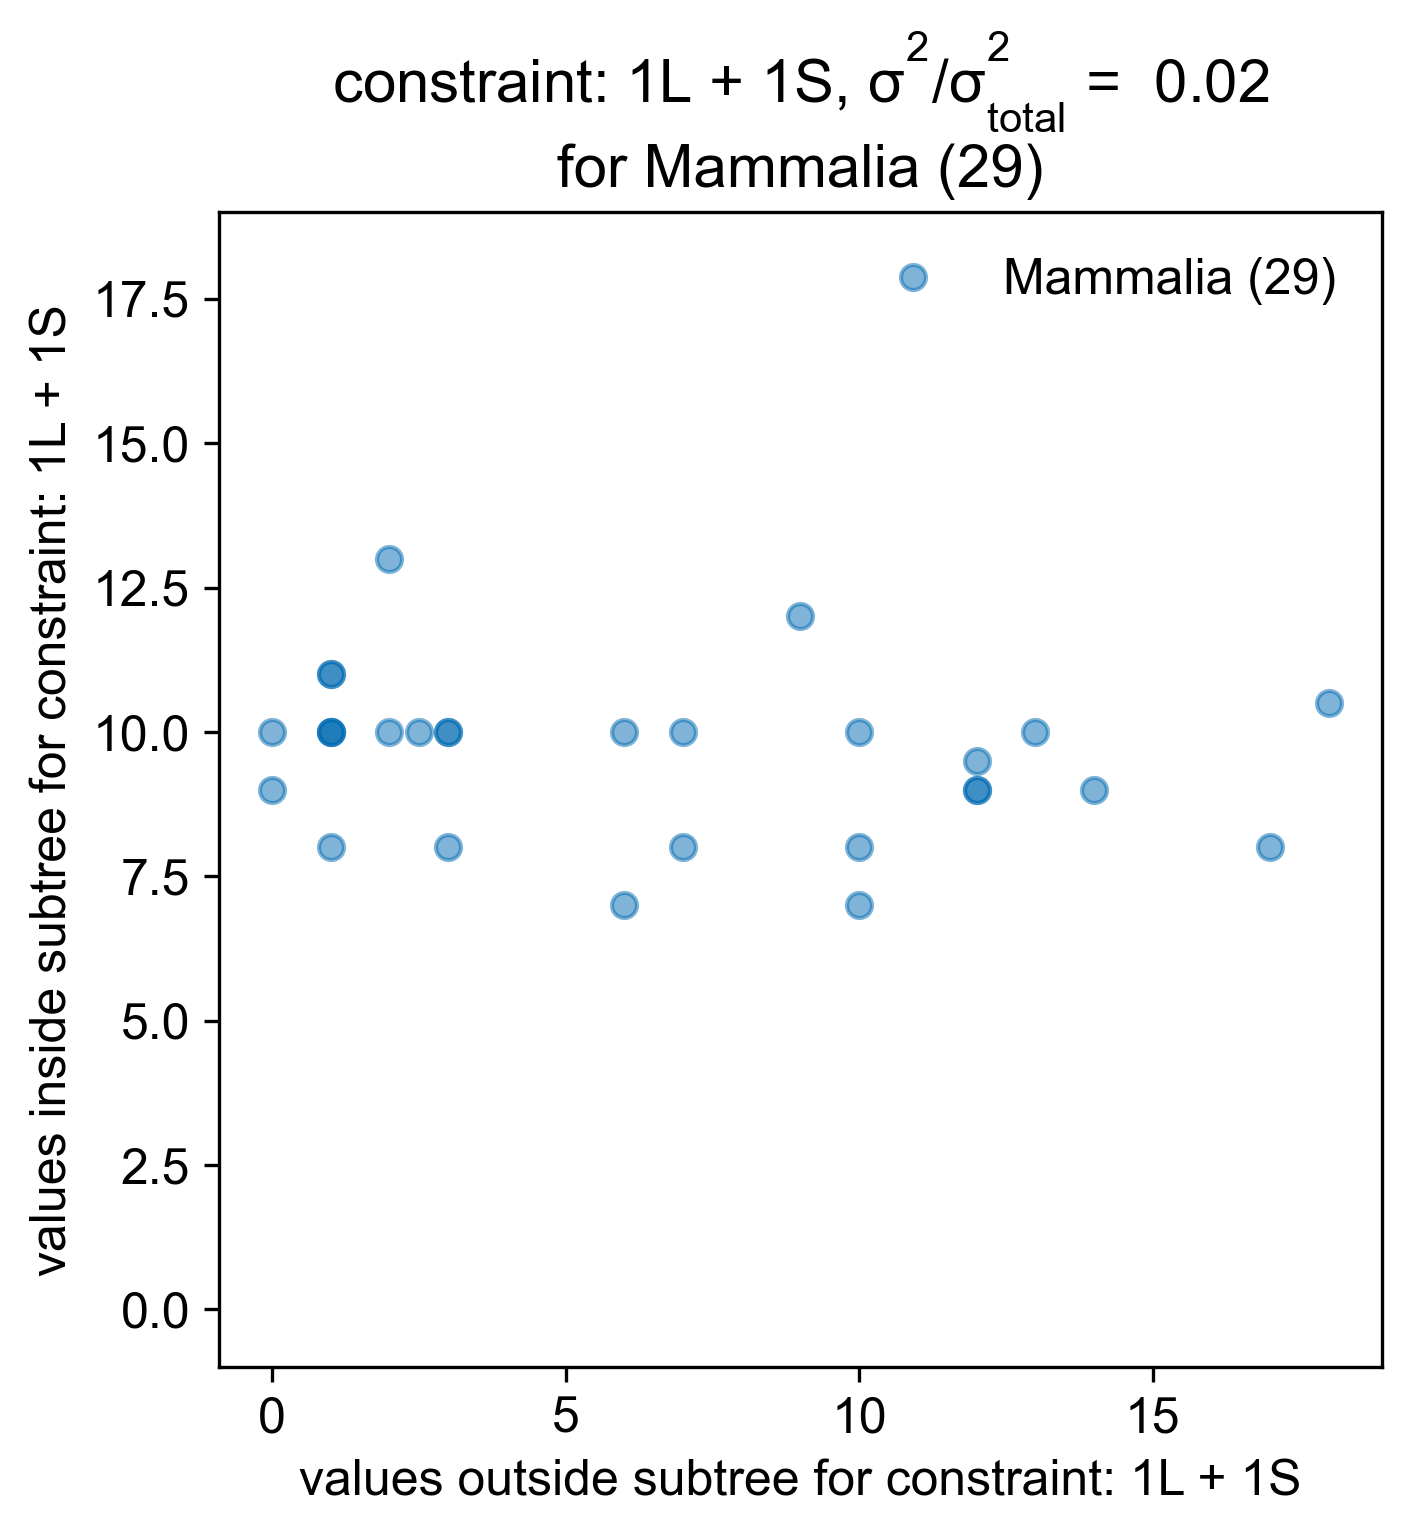 constraint: 1L + 1S, σ²/σ²total = 0.02
for Mammalia (29)
Mammalia (29)
values inside subtree for constraint: 1L + 1S
17.5
15.0
12.5
10.0
7.5
5.0
2.5
0.0
0 5 10 15
values outside subtree for constraint: 1L + 1S